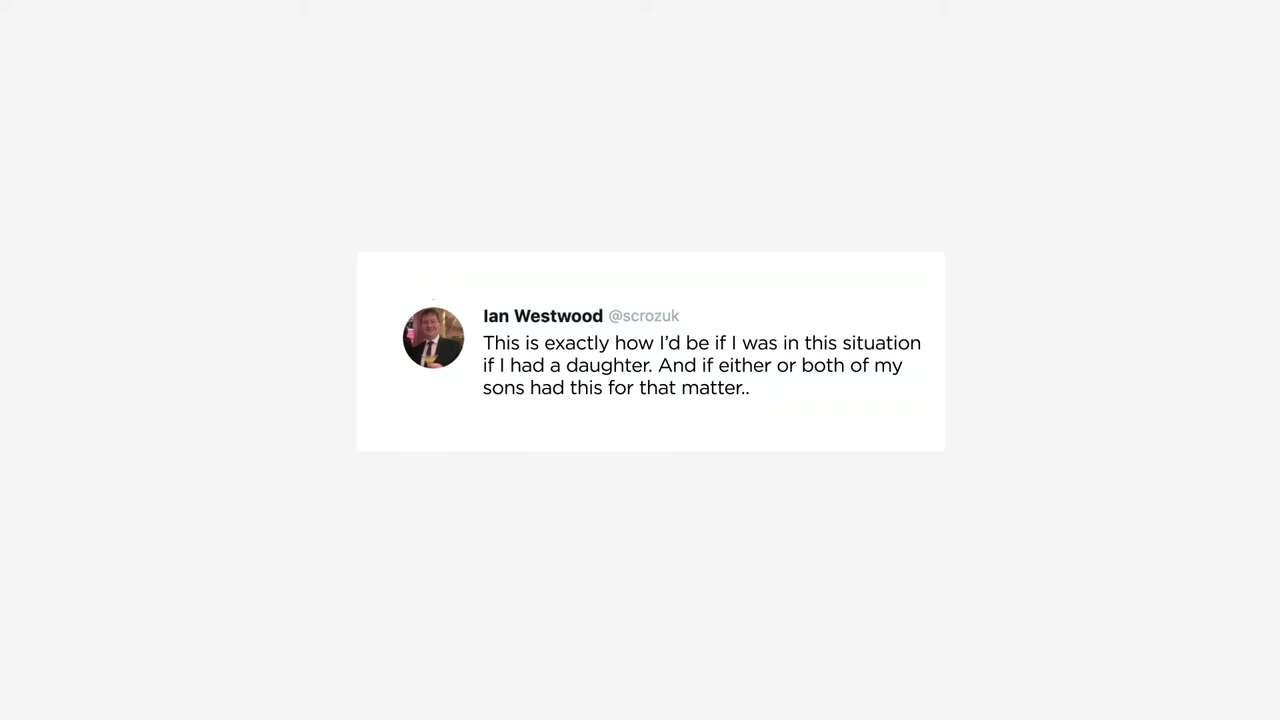 Ian Westwood @scrozuk
This is exactly how I’d be if I was in this situation
if I had a daughter. And if either or both of my
sons had this for that matter..